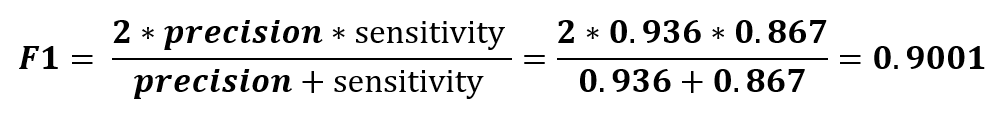 F1 = 2 * precision * sensitivity / precision + sensitivity = 2 * 0.936 * 0.867 / 0.936 + 0.867 = 0.9001